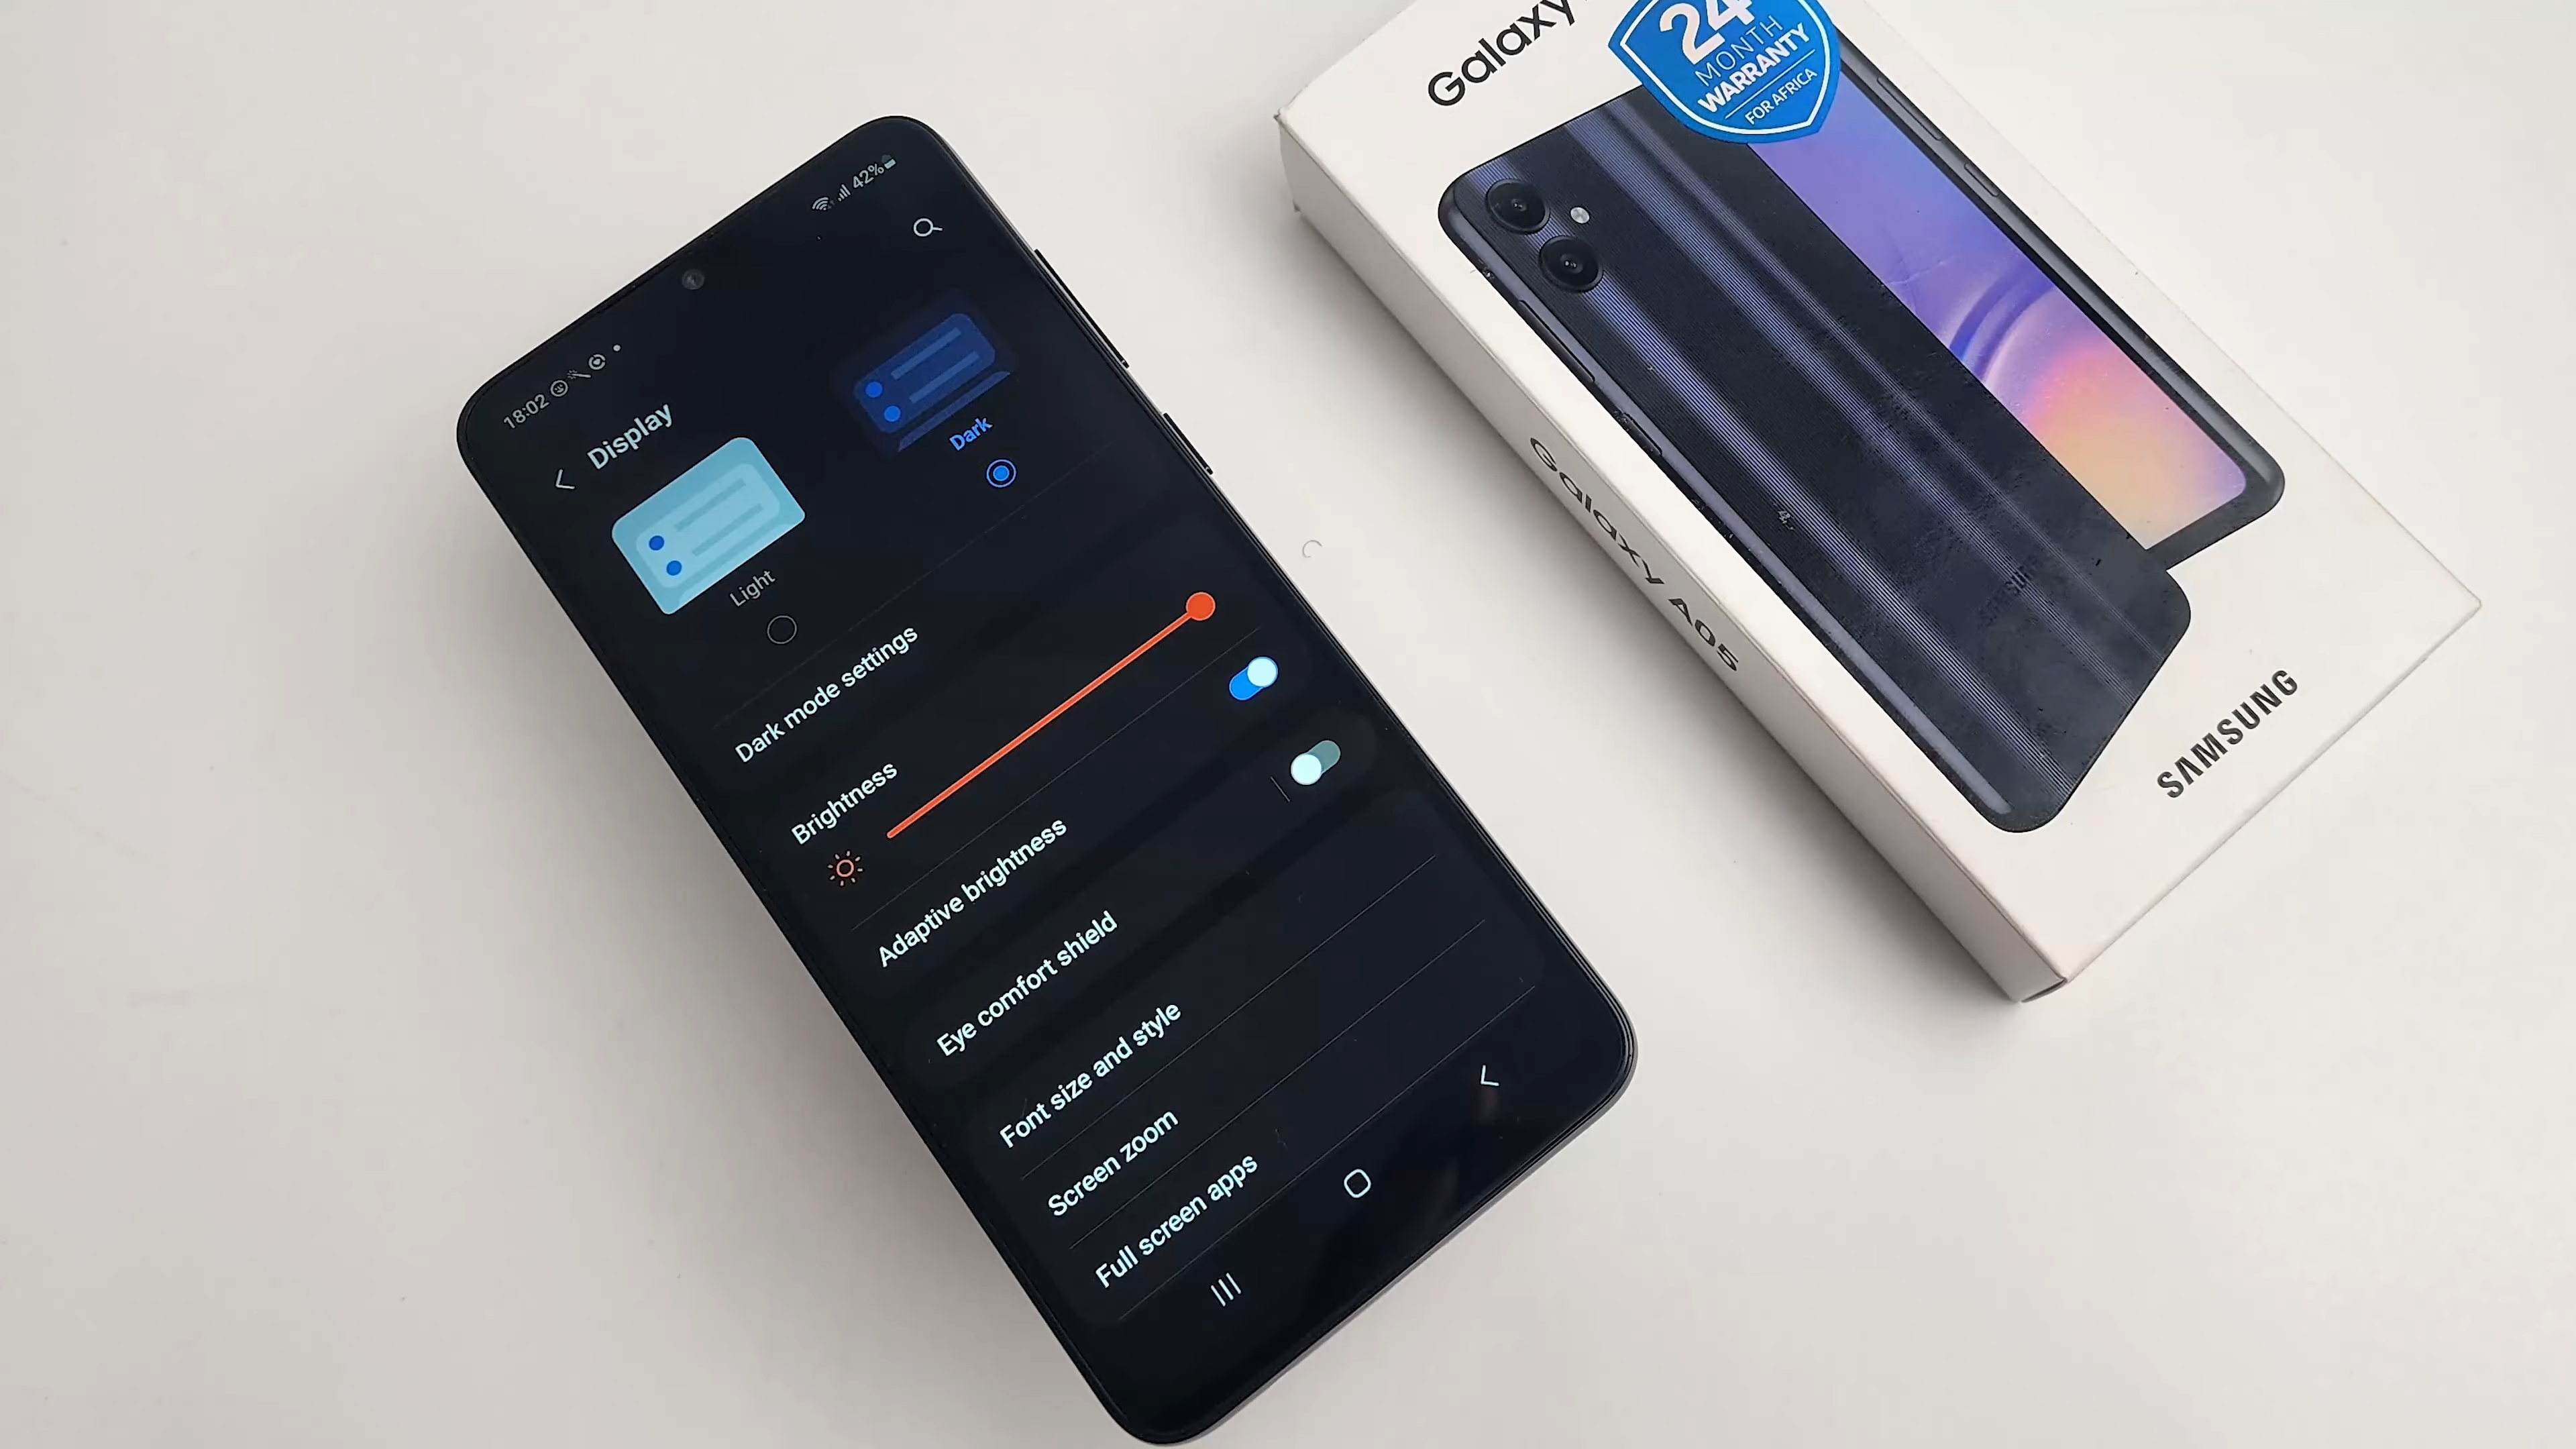 18:02
42%
Display
Light
Dark
Dark mode settings
Brightness
Adaptive brightness
Eye comfort shield
Font size and style
Screen zoom
Full screen apps
Galaxy
24
MONTH
WARRANTY
FOR AFRICA
Galaxy A05
SAMSUNG
SAMSUNG